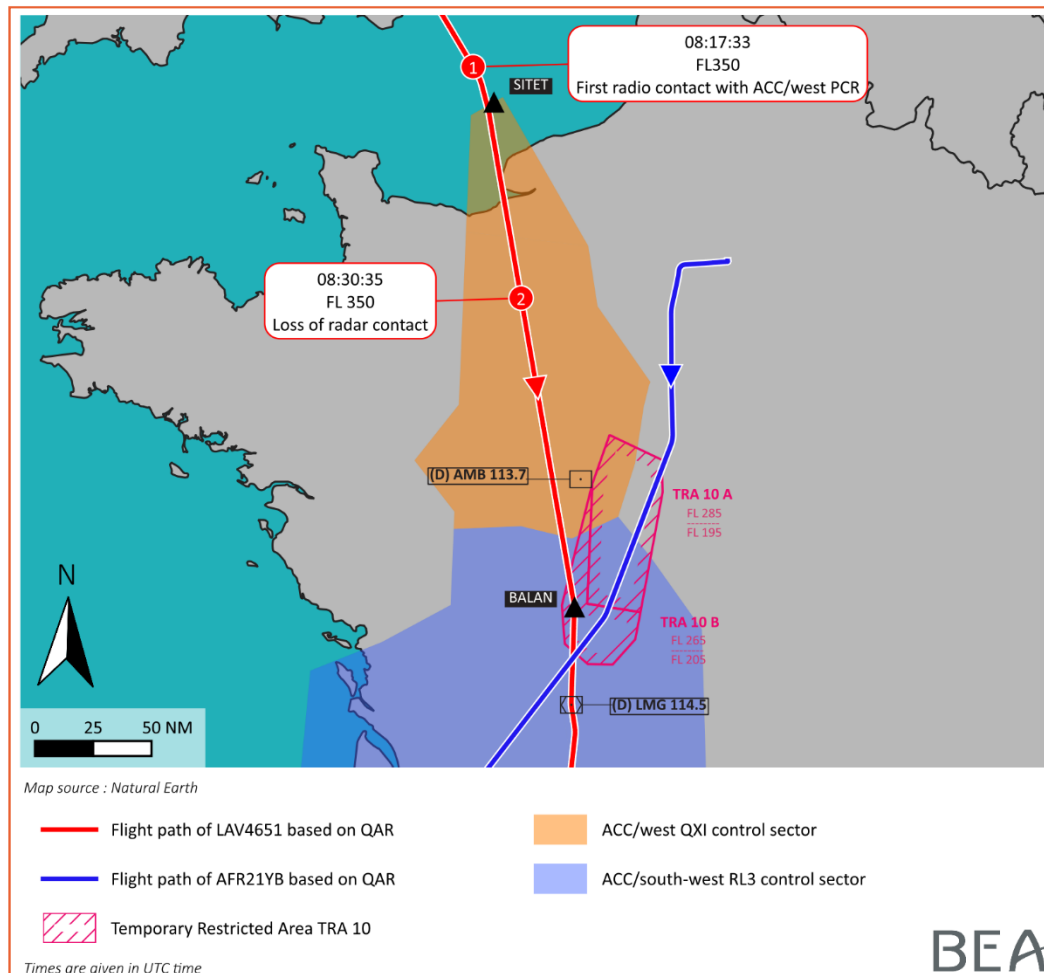 08:17:33
FL350
First radio contact with ACC/west PCR
1
SITET
08:30:35
FL 350
Loss of radar contact
2
(D) AMB 113.7
TRA 10 A
FL 285
FL 195
BALAN
TRA 10 B
FL 265
FL 205
N
(D) LMG 114.5
0 25 50 NM
Map source : Natural Earth
Flight path of LAV4651 based on QAR
ACC/west QXI control sector
Flight path of AFR21YB based on QAR
ACC/south-west RL3 control sector
Temporary Restricted Area TRA 10
Times are given in UTC time
BEA